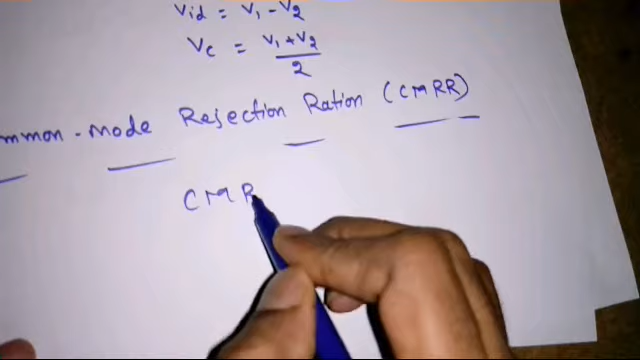 Vid = V1 - V2
Vc = V1 + V2 / 2
mmon - Mode Rejection Ration (CMRR)
CMR